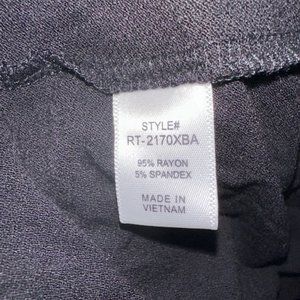 STYLE#
RT-2170XBA
95% RAYON
5% SPANDEX
MADE IN
VIETNAM